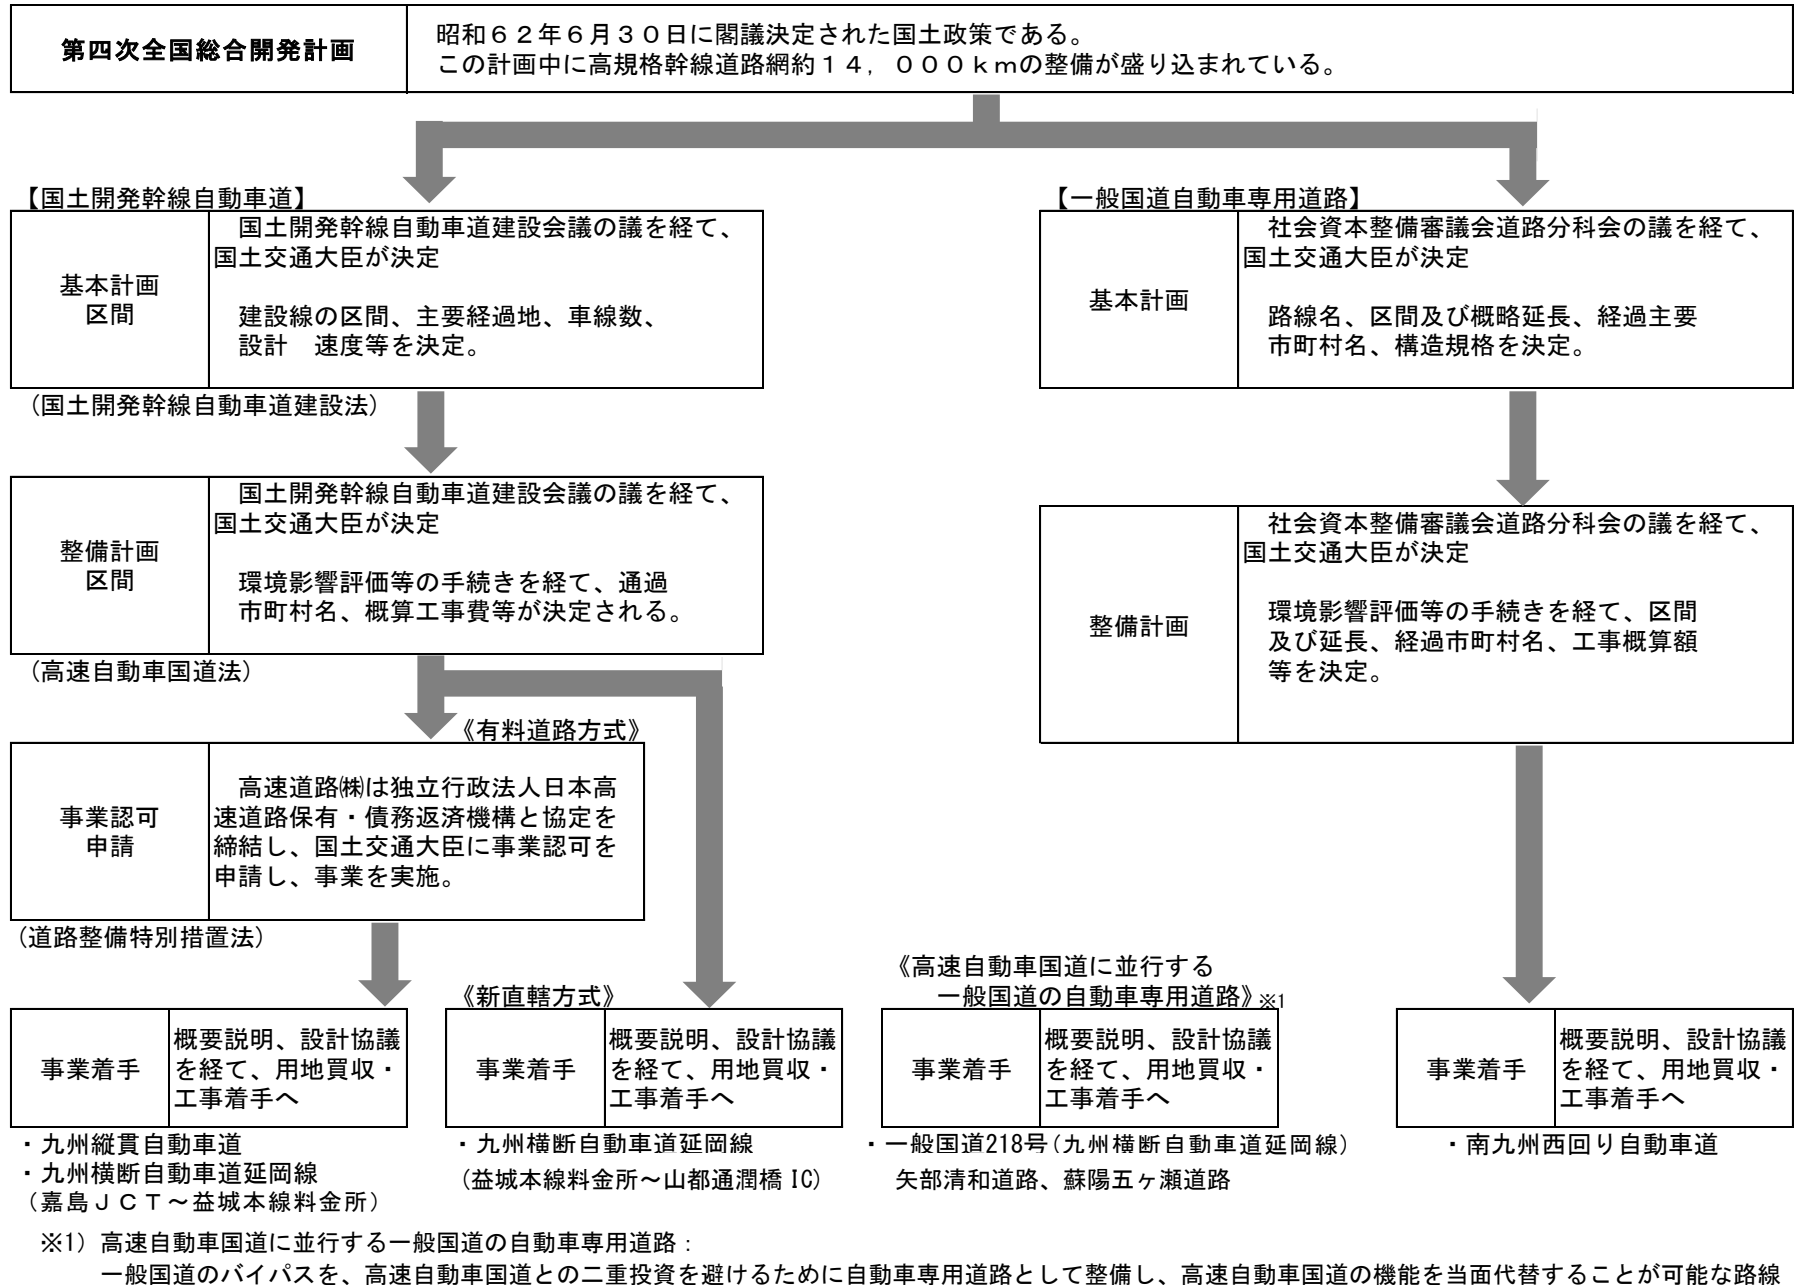 第四次全国総合開発計画
昭和６２年６月３０日に閣議決定された国土政策である。
この計画中に高規格幹線道路網約１４，０００ｋｍの整備が盛り込まれている。
【国土開発幹線自動車道】
基本計画
区間
国土開発幹線自動車道建設会議の議を経て、
国土交通大臣が決定
建設線の区間、主要経過地、車線数、
設計　速度等を決定。
（国土開発幹線自動車道建設法）
整備計画
区間
国土開発幹線自動車道建設会議の議を経て、
国土交通大臣が決定
環境影響評価等の手続きを経て、通過
市町村名、概算工事費等が決定される。
（高速自動車国道法）
《有料道路方式》
事業認可
申請
高速道路㈱は独立行政法人日本高
速道路保有・債務返済機構と協定を
締結し、国土交通大臣に事業認可を
申請し、事業を実施。
（道路整備特別措置法）
事業着手
概要説明、設計協議
を経て、用地買収・
工事着手へ
・九州縦貫自動車道
・九州横断自動車道延岡線
（嘉島ＪＣＴ～益城本線料金所）
《新直轄方式》
事業着手
概要説明、設計協議
を経て、用地買収・
工事着手へ
・九州横断自動車道延岡線
（益城本線料金所～山都通潤橋IC）
《高速自動車国道に並行する
一般国道の自動車専用道路》※1
事業着手
概要説明、設計協議
を経て、用地買収・
工事着手へ
・一般国道218号（九州横断自動車道延岡線）
矢部清和道路、蘇陽五ヶ瀬道路
【一般国道自動車専用道路】
基本計画
社会資本整備審議会道路分科会の議を経て、
国土交通大臣が決定
路線名、区間及び概略延長、経過主要
市町村名、構造規格を決定。
整備計画
社会資本整備審議会道路分科会の議を経て、
国土交通大臣が決定
環境影響評価等の手続きを経て、区間
及び延長、経過市町村名、工事概算額
等を決定。
事業着手
概要説明、設計協議
を経て、用地買収・
工事着手へ
・南九州西回り自動車道
※1）高速自動車国道に並行する一般国道の自動車専用道路：
一般国道のバイパスを、高速自動車国道との二重投資を避けるために自動車専用道路として整備し、高速自動車国道の機能を当面代替することが可能な路線